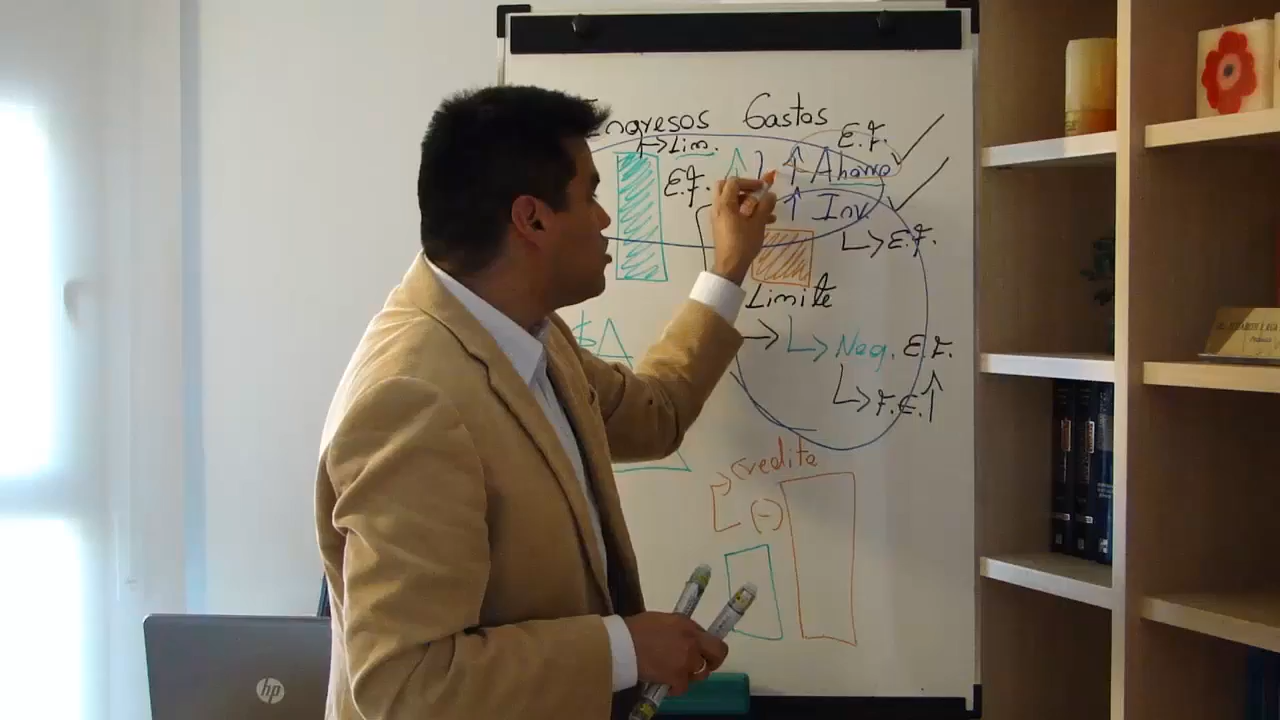 Ingresos Gastos
→Lim. E.F.
E.F. ↑ ↑ Ahorro
↑ Inv
↳ E.F.
Limite
→ ↳ Neg. E.F.
$A
↳ F.E.↑
Credito
(-)
hp